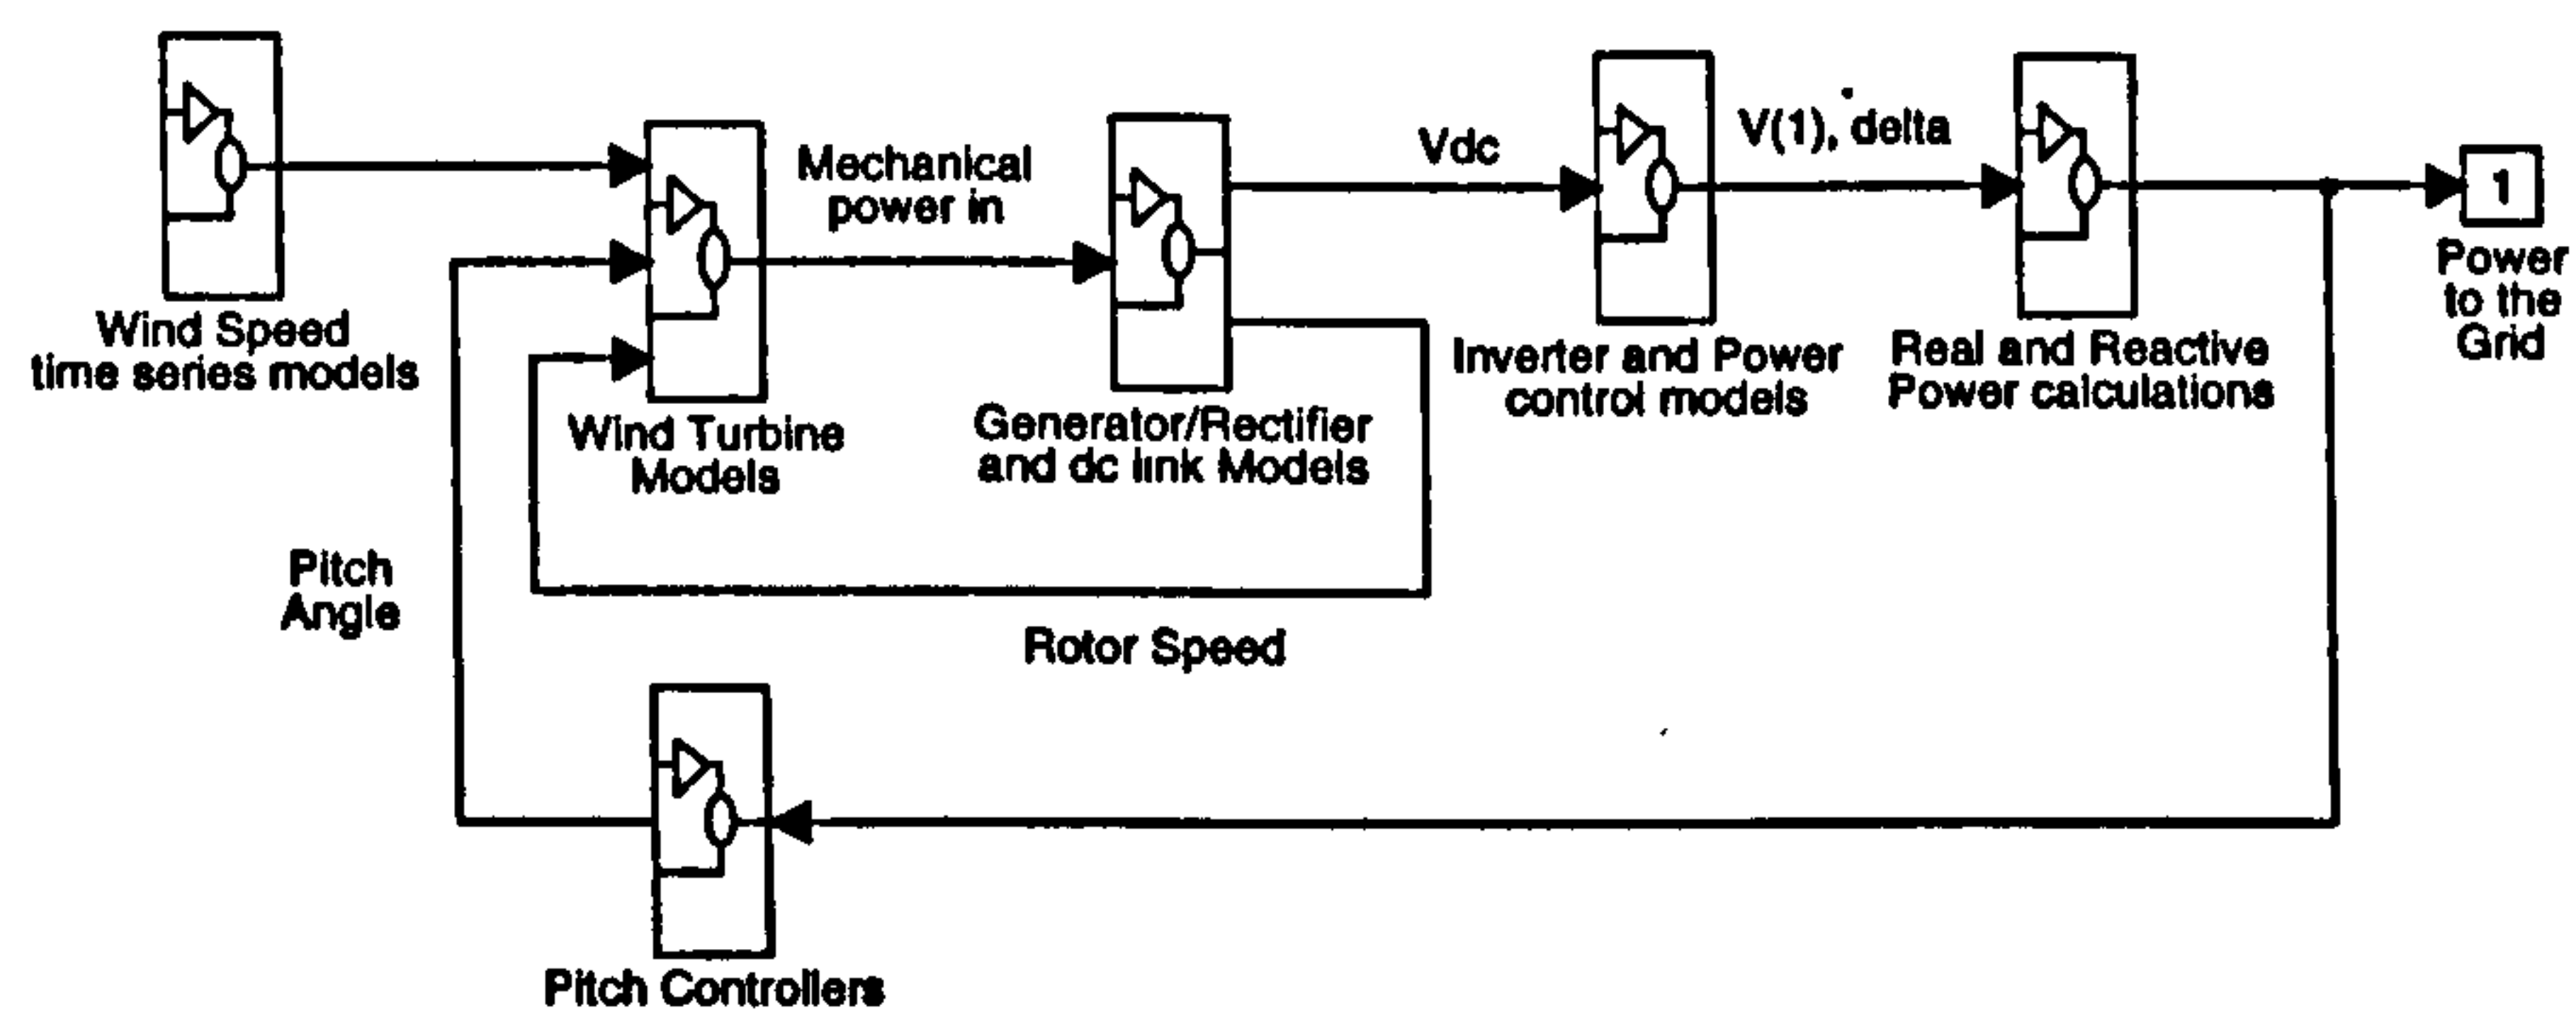 Wind Speed
time series models
Mechanical
power in
Wind Turbine
Models
Generator/Rectifier
and dc link Models
Vdc
V(1), delta
Inverter and Power
control models
Real and Reactive
Power calculations
1
Power
to the
Grid
Pitch
Angle
Rotor Speed
Pitch Controllers